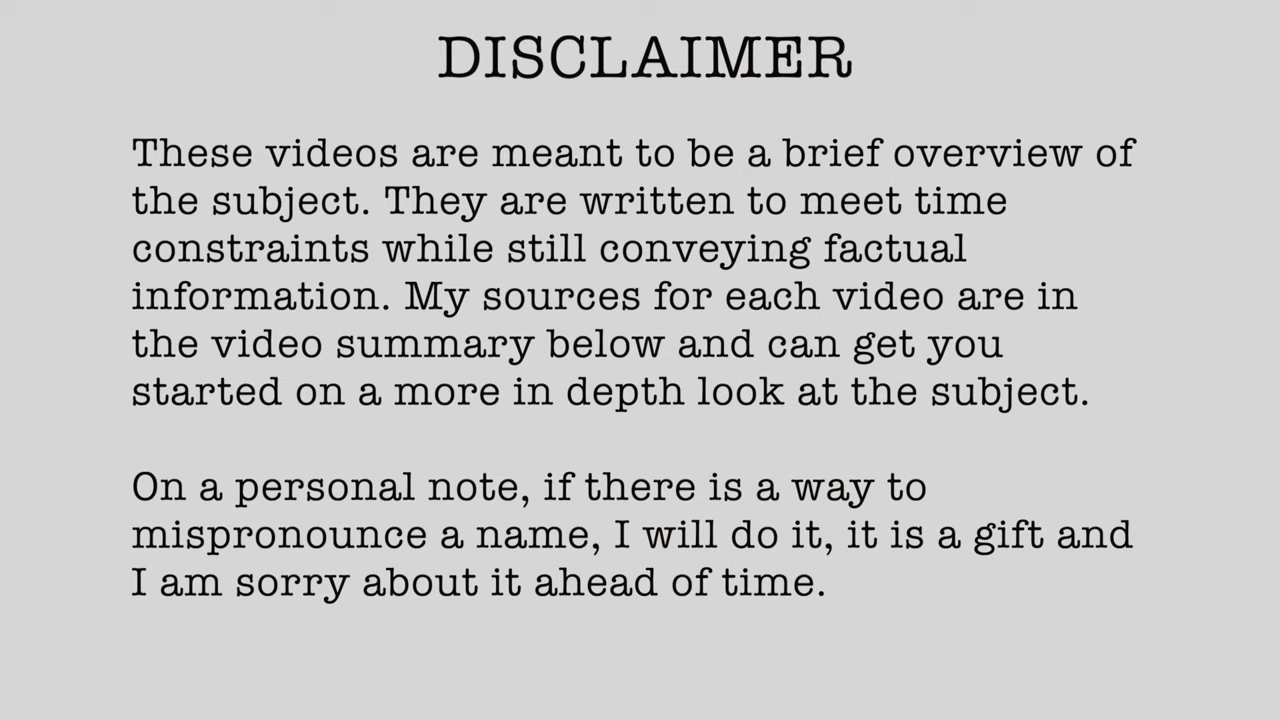 DISCLAIMER
These videos are meant to be a brief overview of
the subject. They are written to meet time
constraints while still conveying factual
information. My sources for each video are in
the video summary below and can get you
started on a more in depth look at the subject.
On a personal note, if there is a way to
mispronounce a name, I will do it, it is a gift and
I am sorry about it ahead of time.